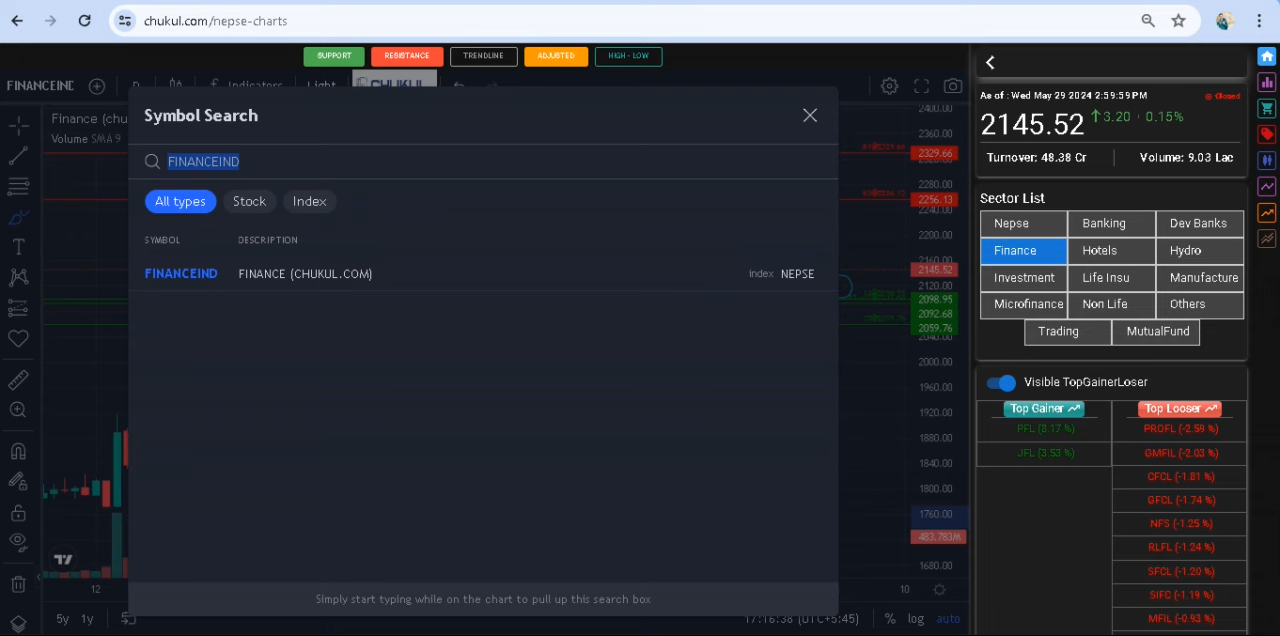 chukul.com/nepse-charts
SUPPORT
RESISTANCE
TRENDLINE
ADJUSTED
HIGH - LOW
FINANCEINE
D
Indicators
Light
CHUKUL
Finance (chu
Volume SMA 9
Symbol Search
FINANCEIND
All types
Stock
Index
SYMBOL
DESCRIPTION
FINANCEIND
FINANCE (CHUKUL.COM)
index
NEPSE
Simply start typing while on the chart to pull up this search box
2400.00
2360.00
2329.66
2280.00
2256.13
2240.00
2200.00
2160.00
2145.52
2120.00
2098.95
2092.68
2059.76
2040.00
2000.00
1960.00
1920.00
1880.00
1840.00
1800.00
1760.00
483.783M
1680.00
12
10
5y
1y
17:16:38 (UTC+5:45)
%
log
auto
As of : Wed May 29 2024 2:59:59 PM
Closed
2145.52
3.20 · 0.15%
Turnover: 48.38 Cr
Volume: 9.03 Lac
Sector List
Nepse
Banking
Dev Banks
Finance
Hotels
Hydro
Investment
Life Insu
Manufacture
Microfinance
Non Life
Others
Trading
MutualFund
Visible TopGainerLoser
Top Gainer
Top Looser
PFL (8.17 %)
PROFL (-2.59 %)
JFL (3.53 %)
GMFIL (-2.03 %)
CFCL (-1.81 %)
GFCL (-1.74 %)
NFS (-1.25 %)
RLFL (-1.24 %)
SFCL (-1.20 %)
SIFC (-1.19 %)
MFIL (-0.93 %)